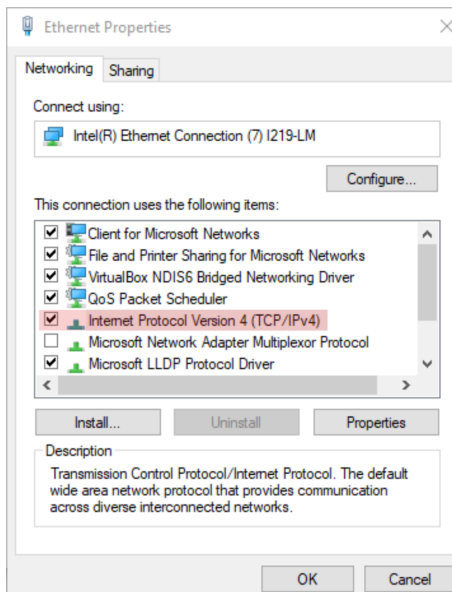 Ethernet Properties
Networking
Sharing
Connect using:
Intel(R) Ethernet Connection (7) I219-LM
Configure...
This connection uses the following items:
Client for Microsoft Networks
File and Printer Sharing for Microsoft Networks
VirtualBox NDIS6 Bridged Networking Driver
QoS Packet Scheduler
Internet Protocol Version 4 (TCP/IPv4)
Microsoft Network Adapter Multiplexor Protocol
Microsoft LLDP Protocol Driver
Install...
Uninstall
Properties
Description
Transmission Control Protocol/Internet Protocol. The default
wide area network protocol that provides communication
across diverse interconnected networks.
OK
Cancel